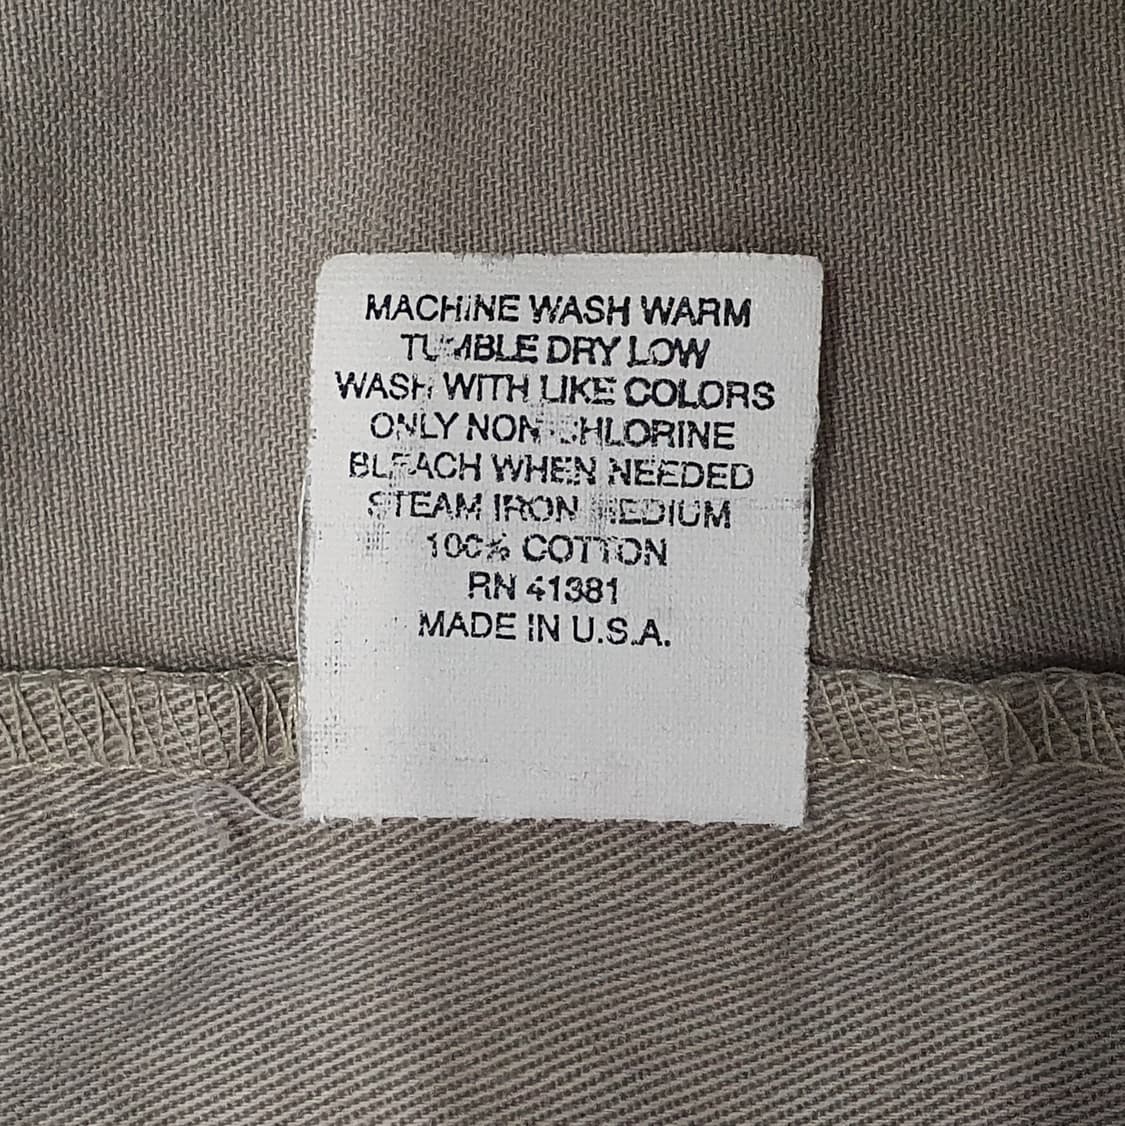 MACHINE WASH WARM
TUMBLE DRY LOW
WASH WITH LIKE COLORS
ONLY NON-CHLORINE
BLEACH WHEN NEEDED
STEAM IRON MEDIUM
100% COTTON
RN 41381
MADE IN U.S.A.